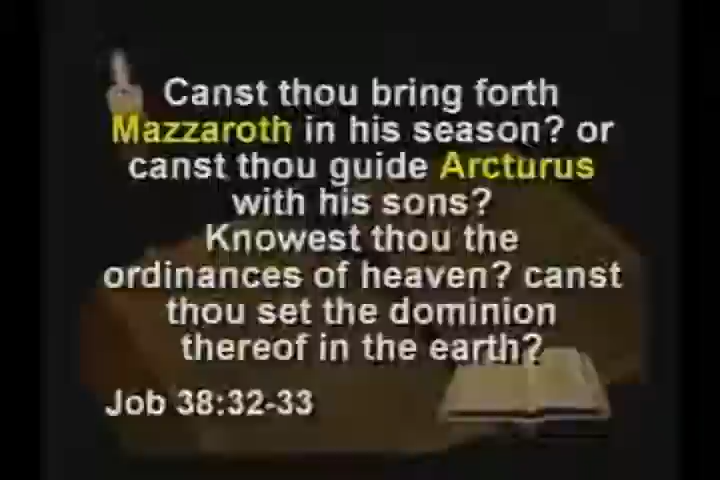 Canst thou bring forth
Mazzaroth in his season? or
canst thou guide Arcturus
with his sons?
Knowest thou the
ordinances of heaven? canst
thou set the dominion
thereof in the earth?
Job 38:32-33